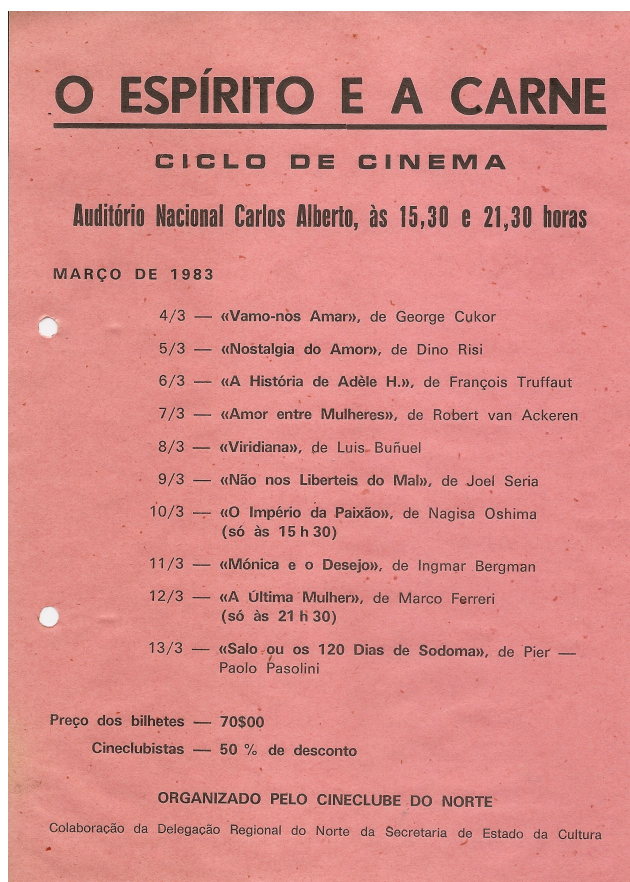 O ESPÍRITO E A CARNE
CICLO DE CINEMA
Auditório Nacional Carlos Alberto, às 15,30 e 21,30 horas
MARÇO DE 1983
4/3 — «Vamo-nos Amar», de George Cukor
5/3 — «Nostalgia do Amor», de Dino Risi
6/3 — «A História de Adèle H.», de François Truffaut
7/3 — «Amor entre Mulheres», de Robert van Ackeren
8/3 — «Viridiana», de Luis Buñuel
9/3 — «Não nos Liberteis do Mal», de Joel Seria
10/3 — «O Império da Paixão», de Nagisa Oshima
(só às 15 h 30)
11/3 — «Mónica e o Desejo», de Ingmar Bergman
12/3 — «A Última Mulher», de Marco Ferreri
(só às 21 h 30)
13/3 — «Salo ou os 120 Dias de Sodoma», de Pier —
Paolo Pasolini
Preço dos bilhetes — 70$00
Cineclubistas — 50 % de desconto
ORGANIZADO PELO CINECLUBE DO NORTE
Colaboração da Delegação Regional do Norte da Secretaria de Estado da Cultura